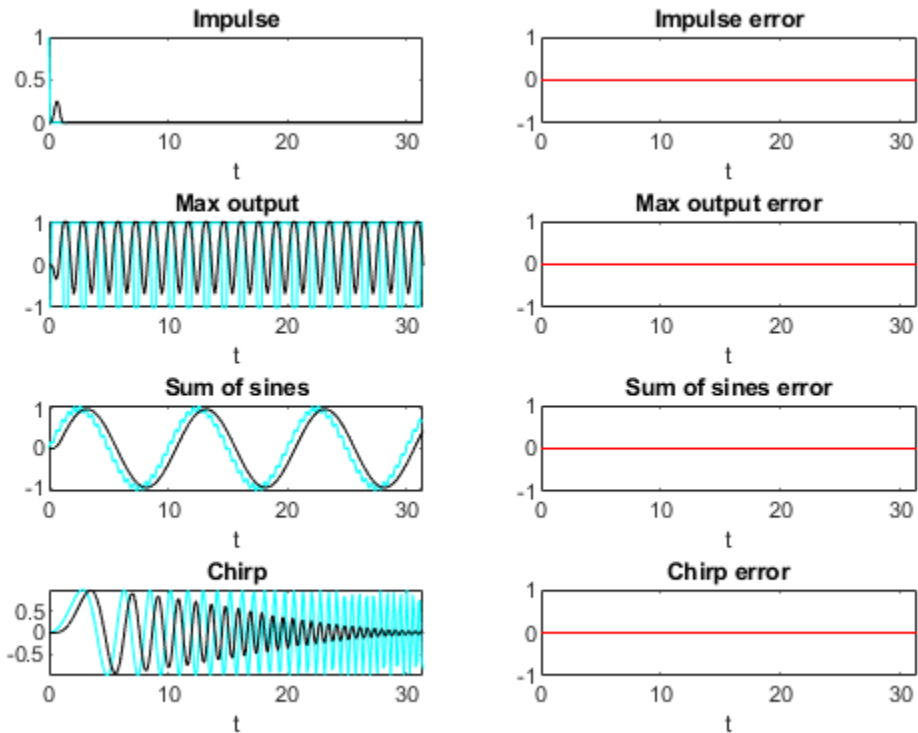 Impulse
1
0.5
0
0 10 20 30
t
Impulse error
1
0
-1
0 10 20 30
t
Max output
1
0
-1
0 10 20 30
t
Max output error
1
0
-1
0 10 20 30
t
Sum of sines
1
0
-1
0 10 20 30
t
Sum of sines error
1
0
-1
0 10 20 30
t
Chirp
0.5
0
-0.5
0 10 20 30
t
Chirp error
1
0
-1
0 10 20 30
t